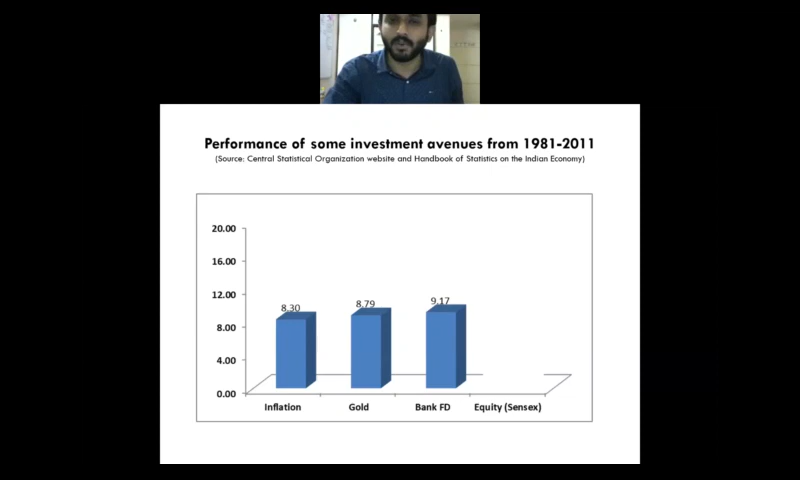 Performance of some investment avenues from 1981-2011
(Source: Central Statistical Organization website and Handbook of Statistics on the Indian Economy)
20.00
16.00
12.00
8.00
4.00
0.00
8.30
8.79
9.17
Inflation
Gold
Bank FD
Equity (Sensex)